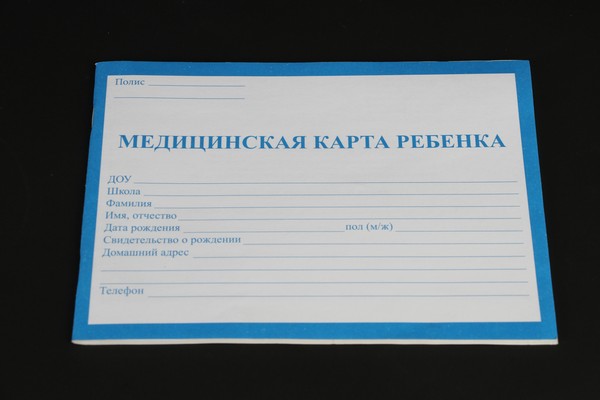 Полис
МЕДИЦИНСКАЯ КАРТА РЕБЕНКА
ДОУ
Школа
Фамилия
Имя, отчество
Дата рождения пол (м/ж)
Свидетельство о рождении
Домашний адрес
Телефон